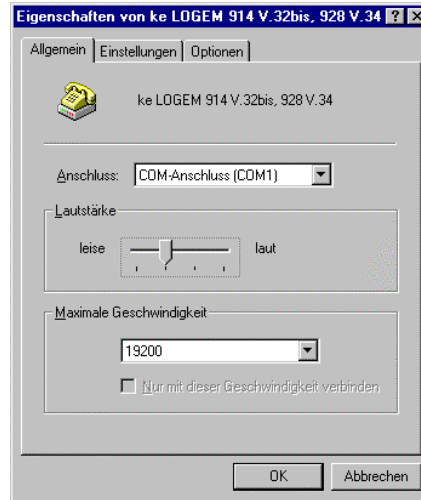 Eigenschaften von ke LOGEM 914 V.32bis, 928 V.34
Allgemein Einstellungen Optionen
ke LOGEM 914 V.32bis, 928 V.34
Anschluss: COM-Anschluss (COM1)
Lautstärke
leise laut
Maximale Geschwindigkeit
19200
Nur mit dieser Geschwindigkeit verbinden
OK Abbrechen